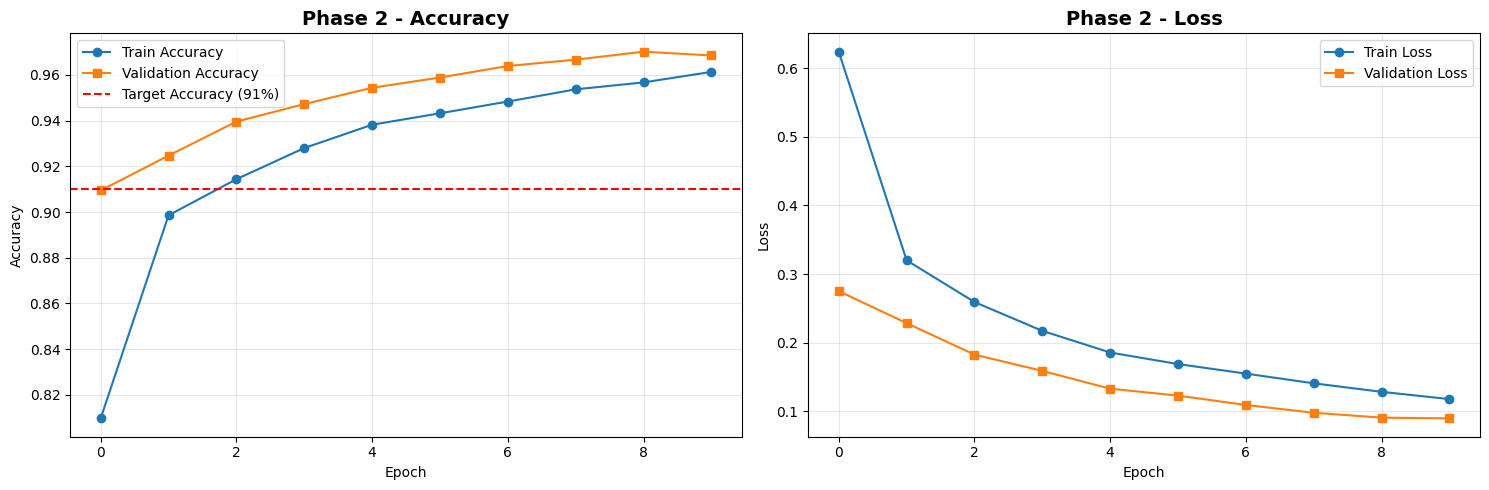 Phase 2 - Accuracy
Train Accuracy
Validation Accuracy
Target Accuracy (91%)
0.96
0.94
0.92
0.90
0.88
0.86
0.84
0.82
Accuracy
0 2 4 6 8
Epoch
Phase 2 - Loss
Train Loss
Validation Loss
0.6
0.5
0.4
0.3
0.2
0.1
Loss
0 2 4 6 8
Epoch